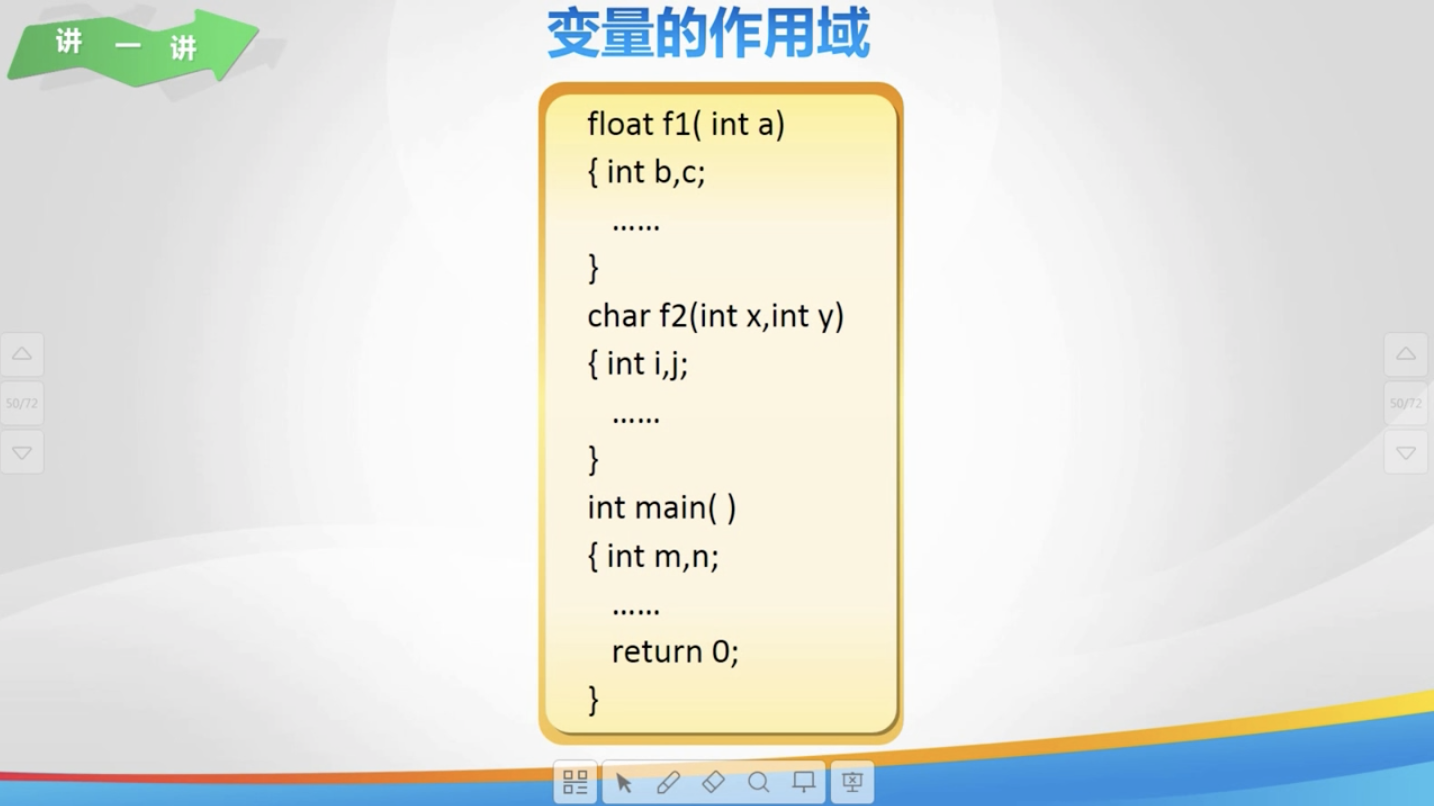 讲一讲
变量的作用域
float f1( int a)
{ int b,c;
……
}
char f2(int x,int y)
{ int i,j;
……
}
int main( )
{ int m,n;
……
return 0;
}
50/72
50/72